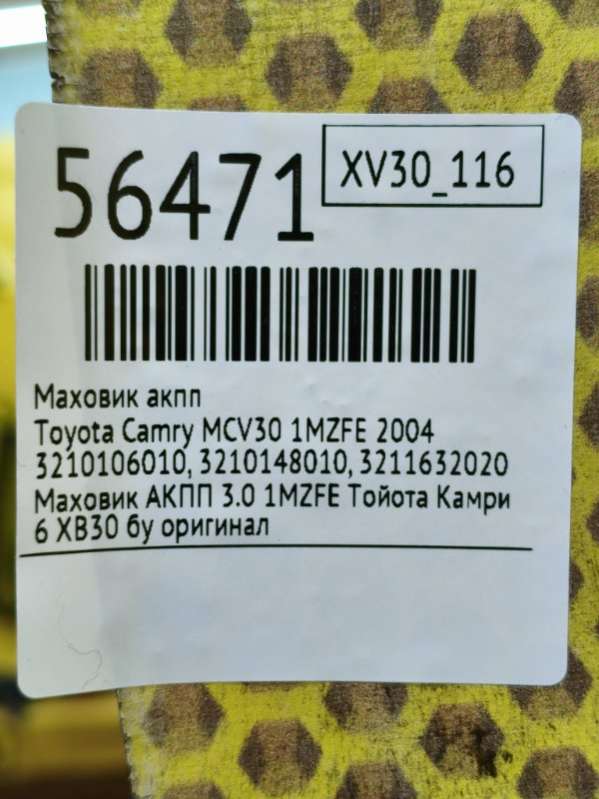 56471
XV30_116
Маховик акпп
Toyota Camry MCV30 1MZFE 2004
3210106010, 3210148010, 3211632020
Маховик АКПП 3.0 1MZFE Тойота Камри
6 ХВ30 бу оригинал